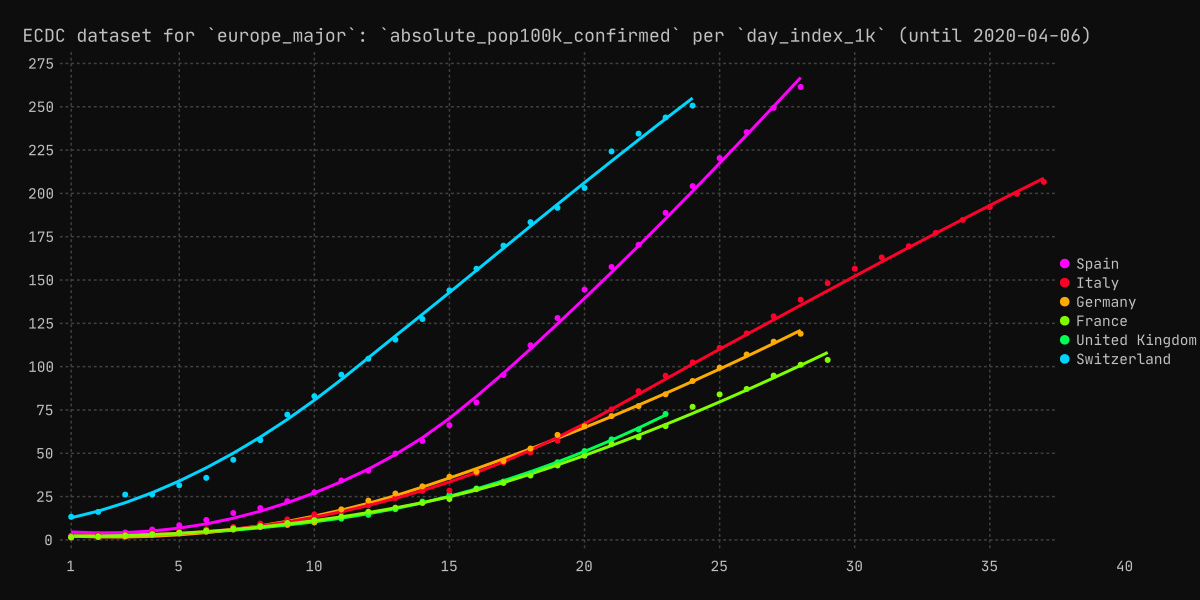 ECDC dataset for `europe_major`: `absolute_pop100k_confirmed` per `day_index_1k` (until 2020-04-06)
275
250
225
200
175
150
125
100
75
50
25
0
1 5 10 15 20 25 30 35 40
Spain
Italy
Germany
France
United Kingdom
Switzerland